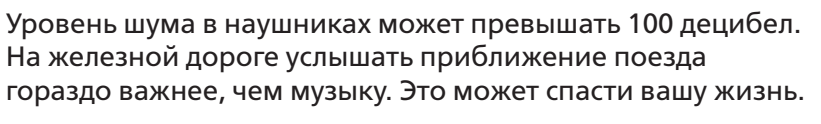 Уровень шума в наушниках может превышать 100 децибел.
На железной дороге услышать приближение поезда
гораздо важнее, чем музыку. Это может спасти вашу жизнь.